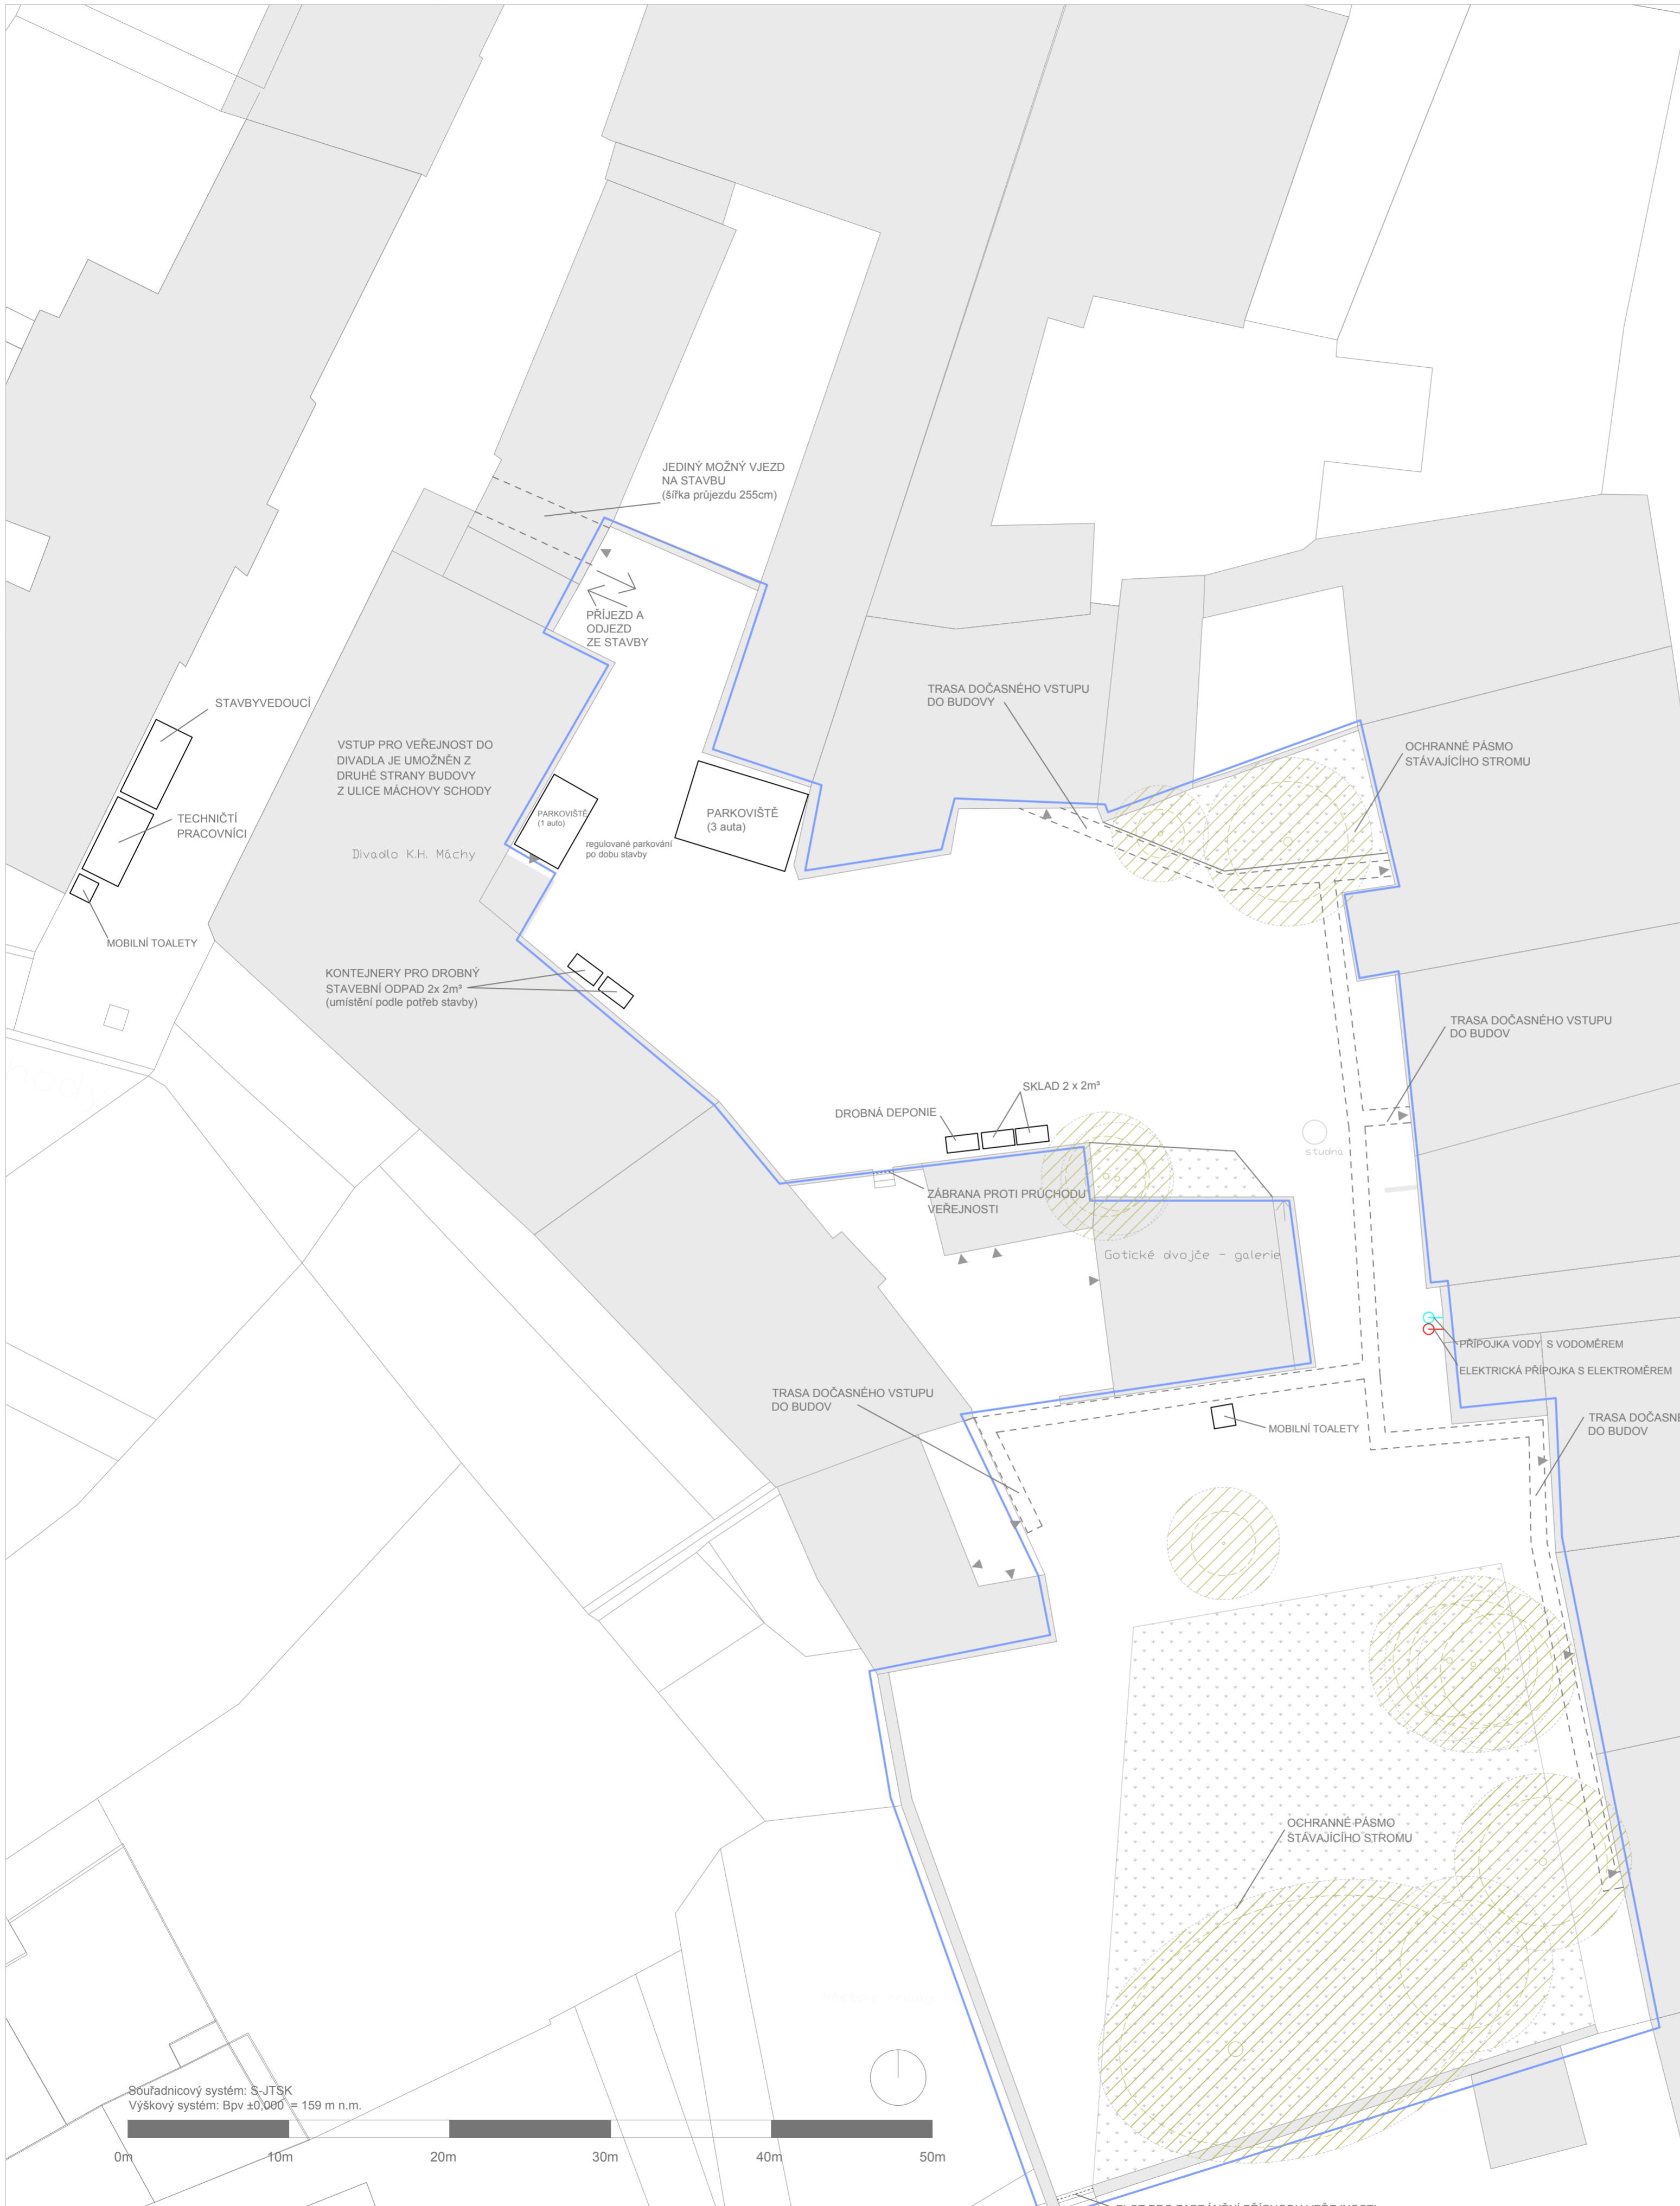 JEDINÝ MOŽNÝ VJEZD
NA STAVBU
(šířka průjezdu 255cm)
PŘÍJEZD A
ODJEZD
ZE STAVBY
STAVBYVEDOUCÍ
TECHNIČTÍ
PRACOVNÍCI
MOBILNÍ TOALETY
VSTUP PRO VEŘEJNOST DO
DIVADLA JE UMOŽNĚN Z
DRUHÉ STRANY BUDOVY
Z ULICE MÁCHOVY SCHODY
Divadlo K.H. Máchy
PARKOVIŠTĚ
(1 auto)
regulované parkování
po dobu stavby
PARKOVIŠTĚ
(3 auta)
TRASA DOČASNÉHO VSTUPU
DO BUDOVY
OCHRANNÉ PÁSMO
STÁVAJÍCÍHO STROMU
KONTEJNERY PRO DROBNÝ
STAVEBNÍ ODPAD 2x 2m³
(umístění podle potřeb stavby)
TRASA DOČASNÉHO VSTUPU
DO BUDOV
SKLAD 2 x 2m³
DROBNÁ DEPONIE
studna
ZÁBRANA PROTI PRŮCHODU
VEŘEJNOSTI
Gotické dvojče - galerie
PŘÍPOJKA VODY S VODOMĚREM
ELEKTRICKÁ PŘÍPOJKA S ELEKTROMĚREM
TRASA DOČASNÉHO VSTUPU
DO BUDOV
MOBILNÍ TOALETY
TRASA DOČASNÉ
DO BUDOV
OCHRANNÉ PÁSMO
STÁVAJÍCÍHO STROMU
Souřadnicový systém: S-JTSK
Výškový systém: Bpv ±0,000 = 159 m n.m.
0m 10m 20m 30m 40m 50m